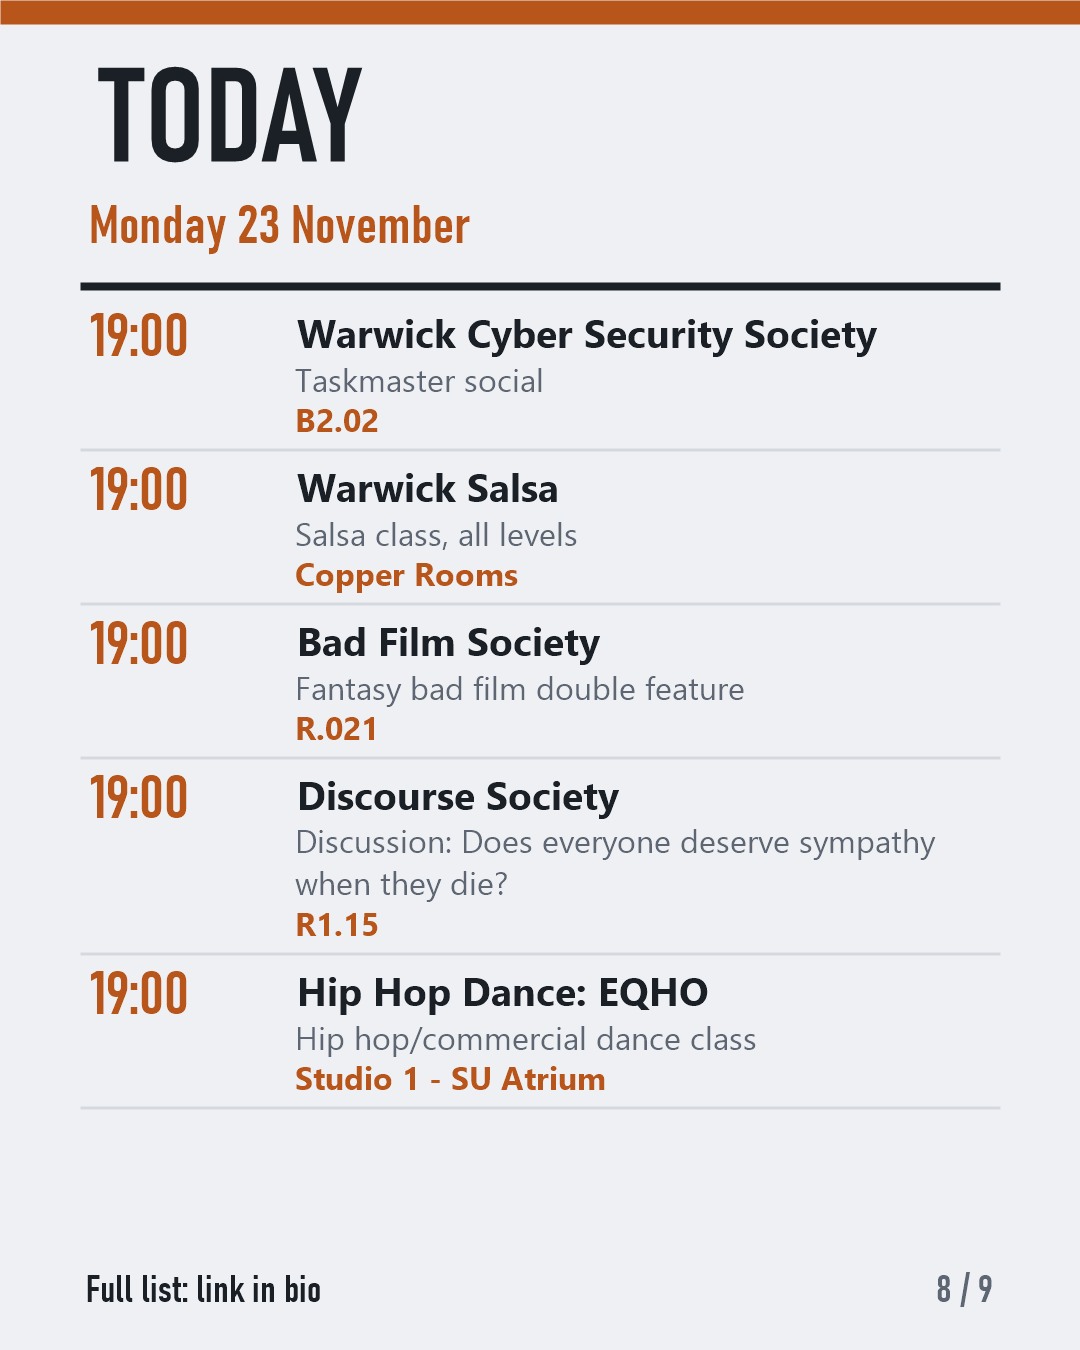 TODAY
Monday 23 November
19:00
Warwick Cyber Security Society
Taskmaster social
B2.02
19:00
Warwick Salsa
Salsa class, all levels
Copper Rooms
19:00
Bad Film Society
Fantasy bad film double feature
R.021
19:00
Discourse Society
Discussion: Does everyone deserve sympathy
when they die?
R1.15
19:00
Hip Hop Dance: EQHO
Hip hop/commercial dance class
Studio 1 - SU Atrium
Full list: link in bio
8 / 9